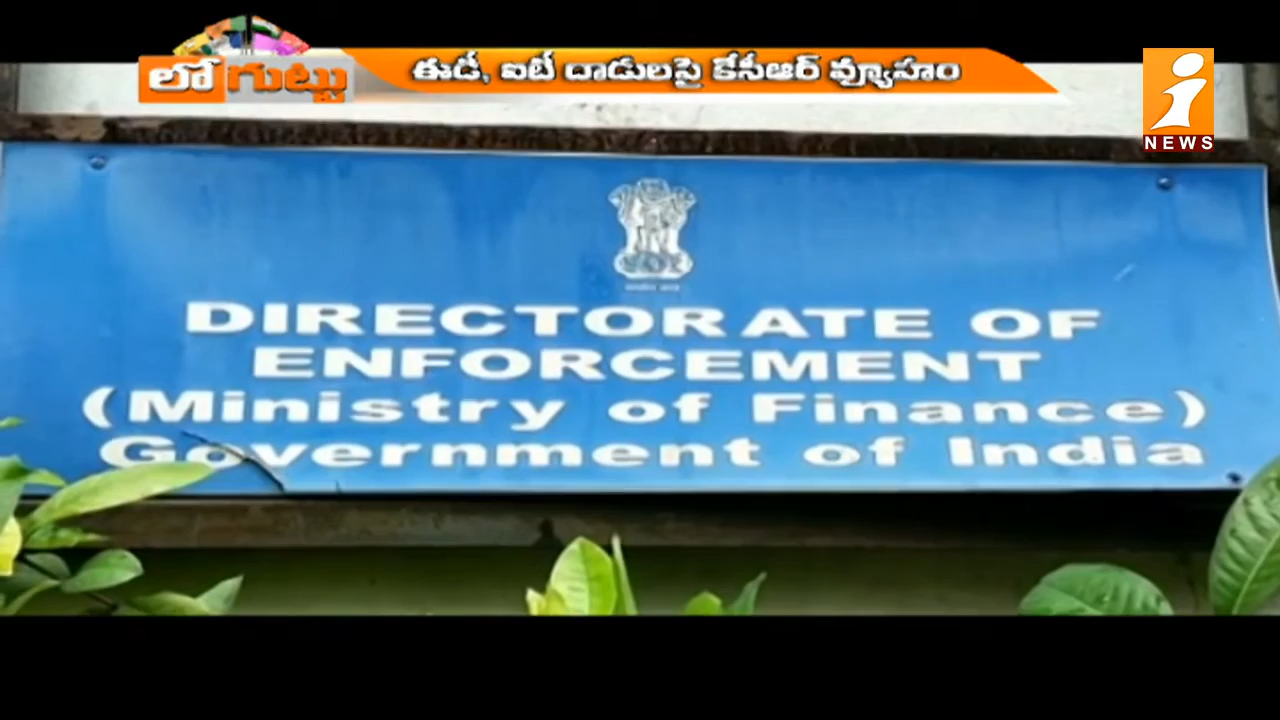 లోగుట్టు
ఈడీ, ఐటీ దాడులపై కేసీఆర్ వ్యూహం
i
NEWS
DIRECTORATE OF
ENFORCEMENT
(Ministry of Finance)
Government of India